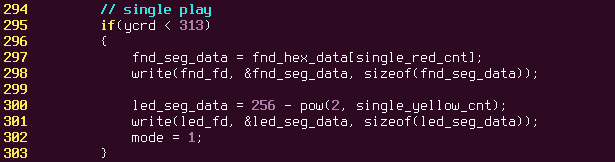 294 // single play
295 if(ycrd < 313)
296 {
297 fnd_seg_data = fnd_hex_data[single_red_cnt];
298 write(fnd_fd, &fnd_seg_data, sizeof(fnd_seg_data));
299
300 led_seg_data = 256 - pow(2, single_yellow_cnt);
301 write(led_fd, &led_seg_data, sizeof(led_seg_data));
302 mode = 1;
303 }